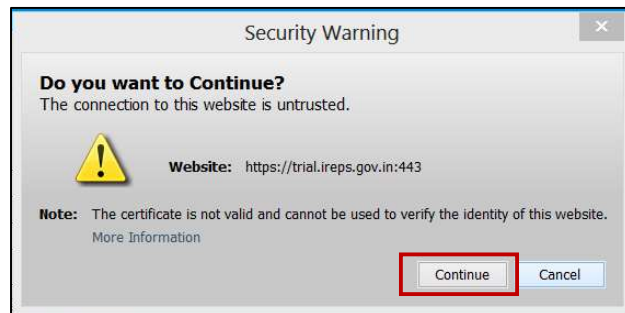 Security Warning
Do you want to Continue?
The connection to this website is untrusted.
Website: https://trial.ireps.gov.in:443
Note: The certificate is not valid and cannot be used to verify the identity of this website.
More Information
Continue Cancel